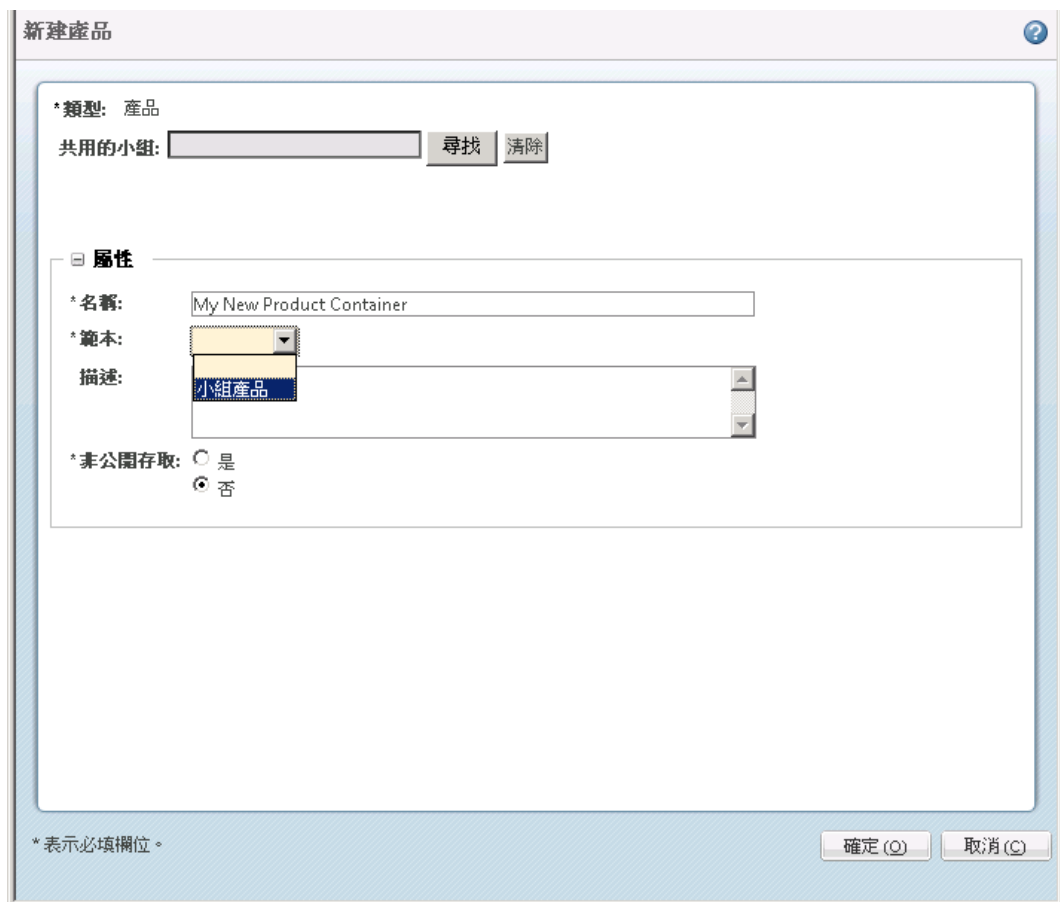 新建產品
*類型: 產品
共用的小組: 尋找 清除
屬性
*名稱: My New Product Container
*範本:
小組產品
描述:
*非公開存取: 是
否
*表示必填欄位。
確定(O) 取消(C)